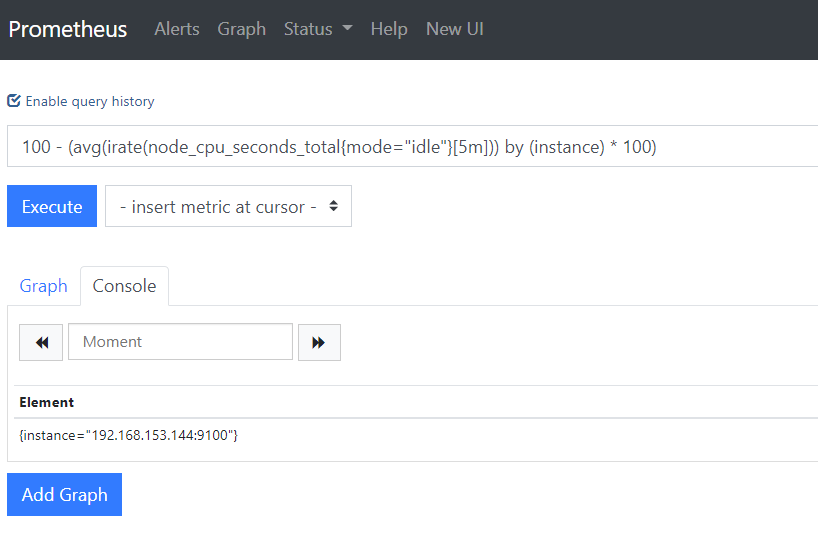 Prometheus Alerts Graph Status Help New UI
Enable query history
100 - (avg(irate(node_cpu_seconds_total{mode="idle"}[5m])) by (instance) * 100)
Execute - insert metric at cursor -
Graph Console
Moment
Element
{instance="192.168.153.144:9100"}
Add Graph